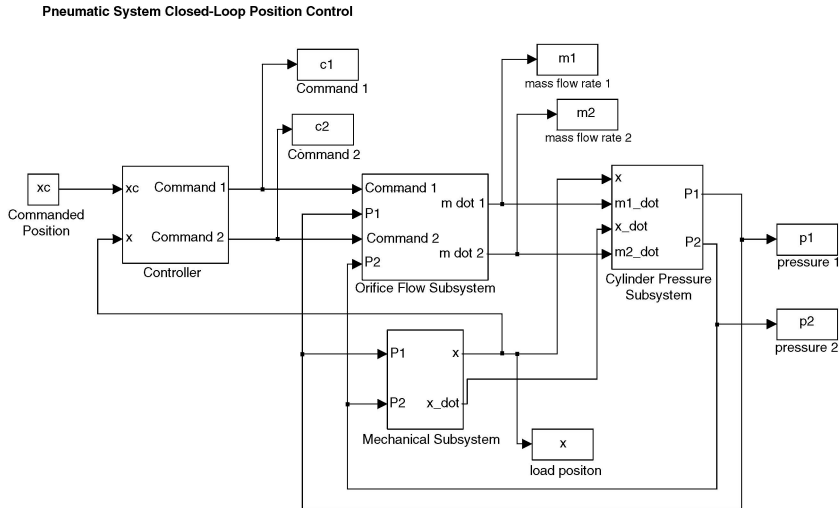 Pneumatic System Closed-Loop Position Control
c1
Command 1
c2
Command 2
m1
mass flow rate 1
m2
mass flow rate 2
xc
Commanded
Position
xc
x
Command 1
Command 2
Controller
Command 1
P1
Command 2
P2
m dot 1
m dot 2
Orifice Flow Subsystem
x
m1_dot
x_dot
m2_dot
P1
P2
Cylinder Pressure
Subsystem
p1
pressure 1
p2
pressure 2
P1
P2
x
x_dot
Mechanical Subsystem
x
load positon